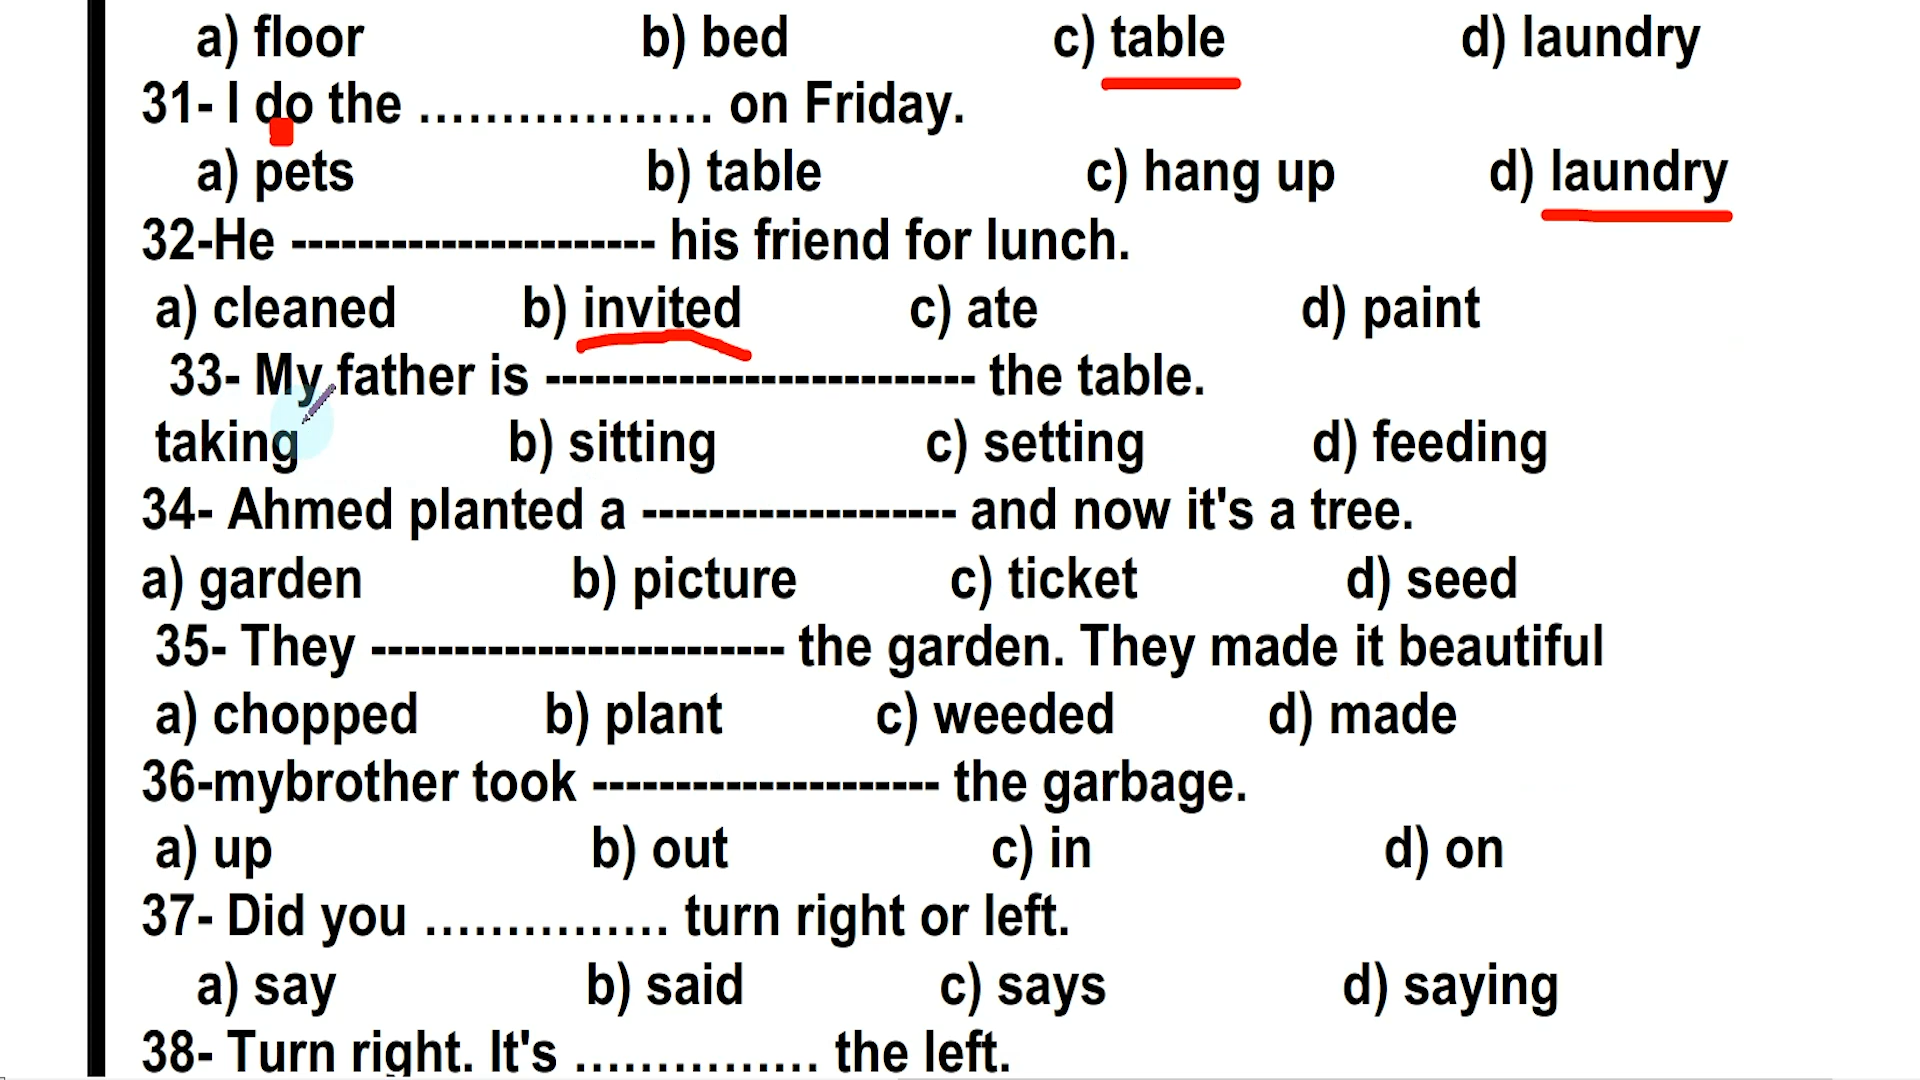 a) floor b) bed c) table d) laundry
31- I do the .................. on Friday.
a) pets b) table c) hang up d) laundry
32-He ---------------------- his friend for lunch.
a) cleaned b) invited c) ate d) paint
33- My father is -------------------------- the table.
taking b) sitting c) setting d) feeding
34- Ahmed planted a ------------------- and now it's a tree.
a) garden b) picture c) ticket d) seed
35- They ------------------------- the garden. They made it beautiful
a) chopped b) plant c) weeded d) made
36-mybrother took --------------------- the garbage.
a) up b) out c) in d) on
37- Did you ............... turn right or left.
a) say b) said c) says d) saying
38- Turn right. It's ............... the left.